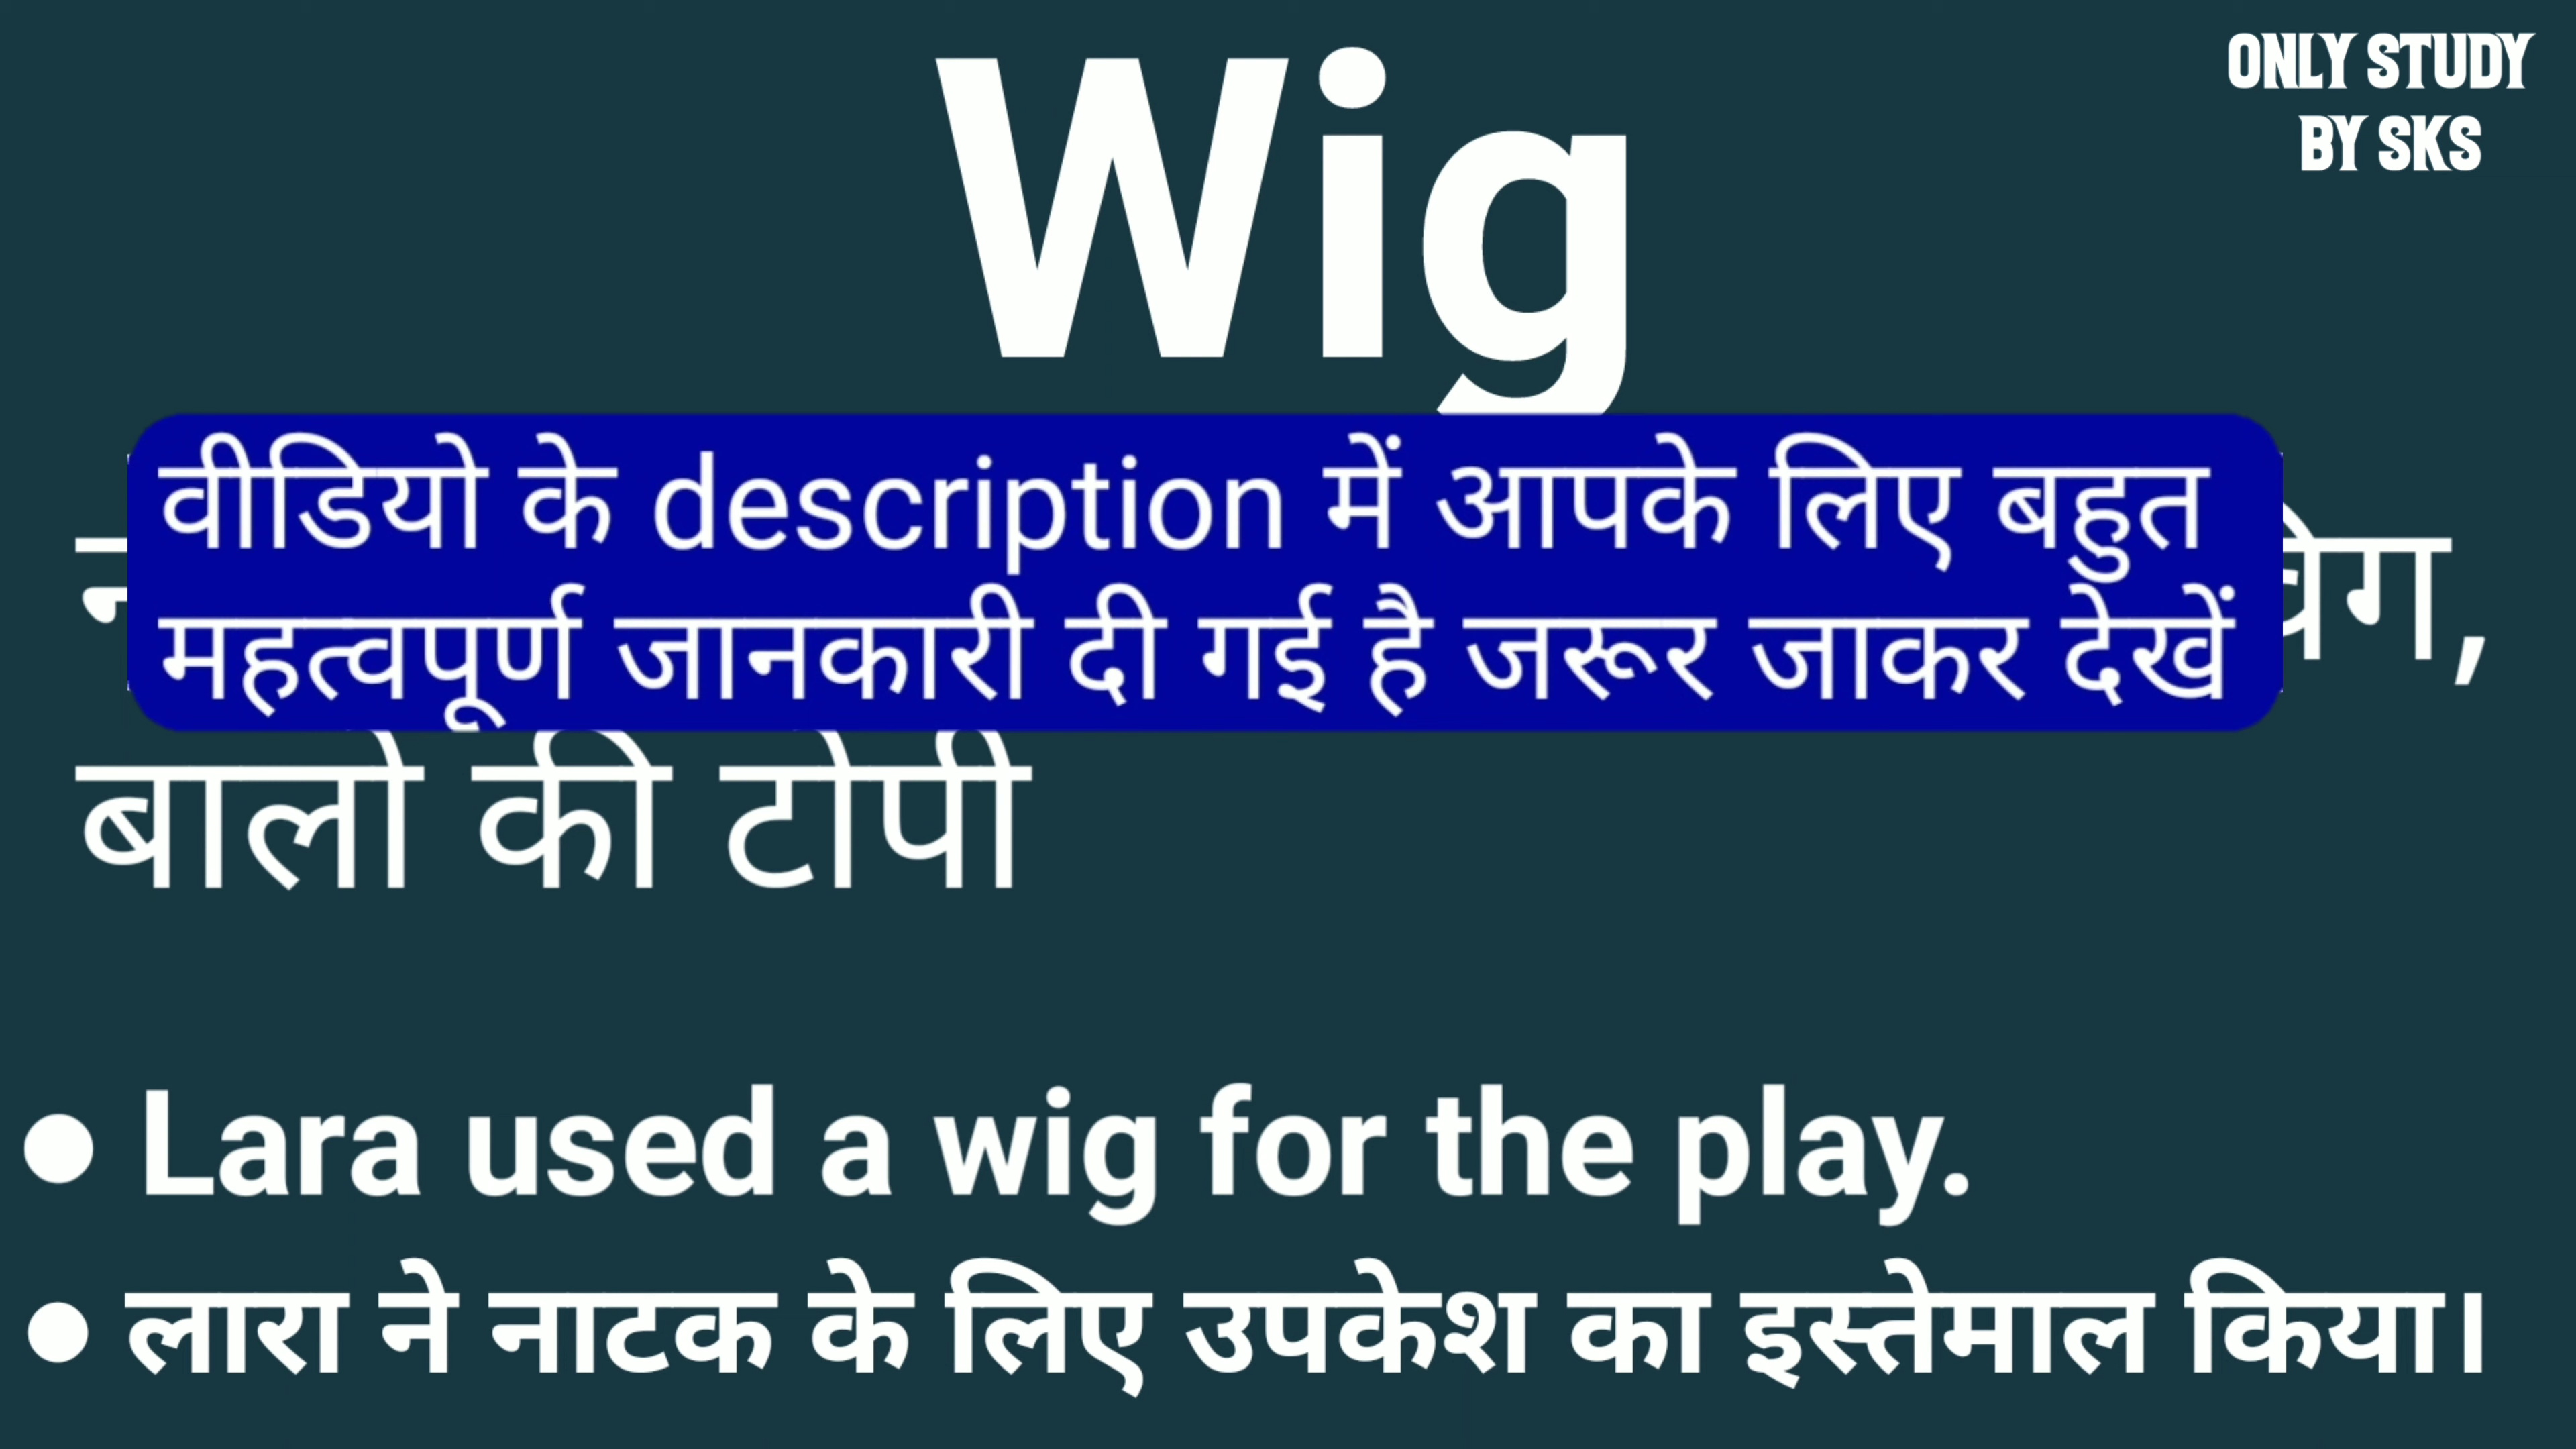 ONLY STUDY
BY SKS
Wig
वीडियो के description में आपके लिए बहुत
महत्वपूर्ण जानकारी दी गई है जरूर जाकर देखें
की टोपी
● Lara used a wig for the play.
● लारा ने नाटक के लिए उपकेश का इस्तेमाल किया।